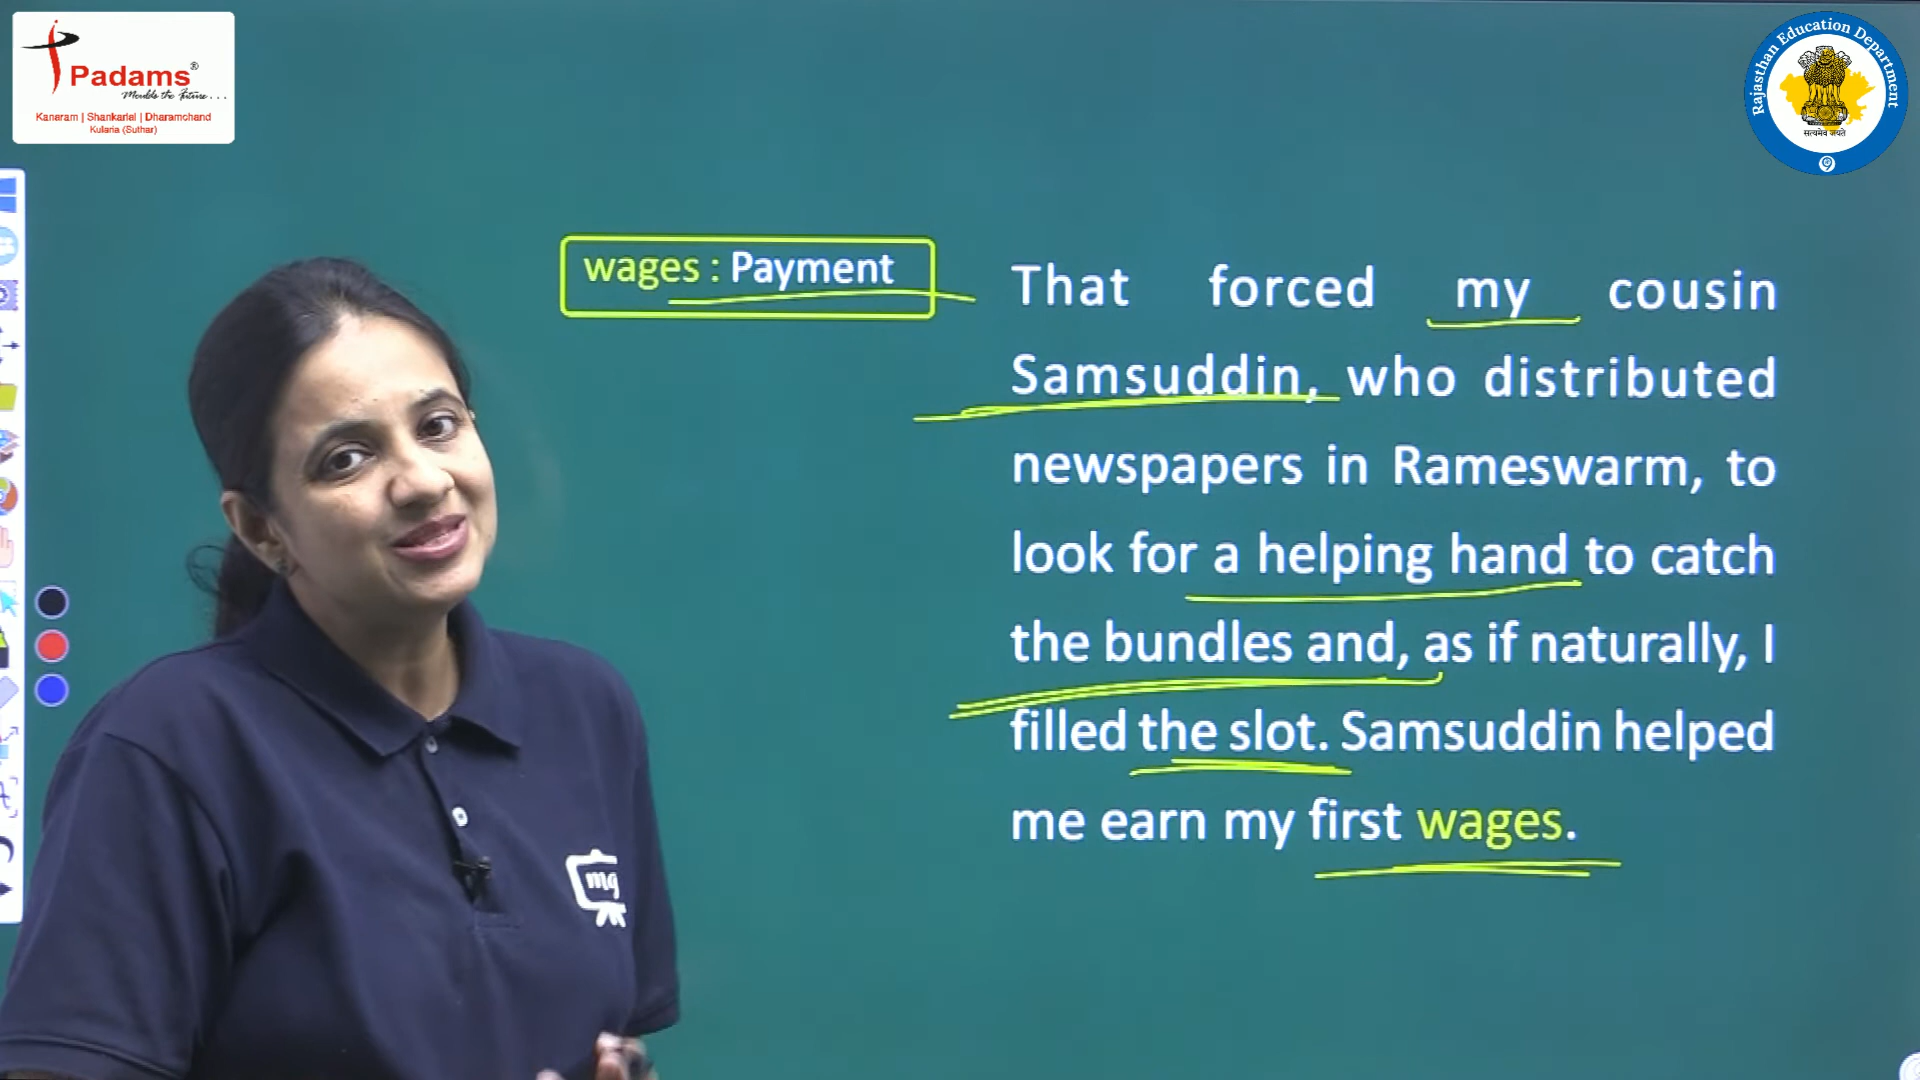 Padams®
Moulds the Future...
Kanaram | Shankarlal | Dharamchand
Kularia (Suthar)
Rajasthan Education Department
सत्यमेव जयते
wages : Payment
That forced my cousin
Samsuddin, who distributed
newspapers in Rameswarm, to
look for a helping hand to catch
the bundles and, as if naturally, I
filled the slot. Samsuddin helped
me earn my first wages.
mg